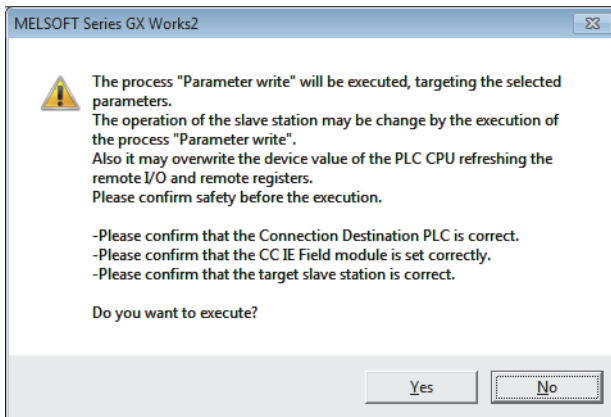 MELSOFT Series GX Works2
The process "Parameter write" will be executed, targeting the selected
parameters.
The operation of the slave station may be change by the execution of
the process "Parameter write".
Also it may overwrite the device value of the PLC CPU refreshing the
remote I/O and remote registers.
Please confirm safety before the execution.
-Please confirm that the Connection Destination PLC is correct.
-Please confirm that the CC IE Field module is set correctly.
-Please confirm that the target slave station is correct.
Do you want to execute?
Yes No